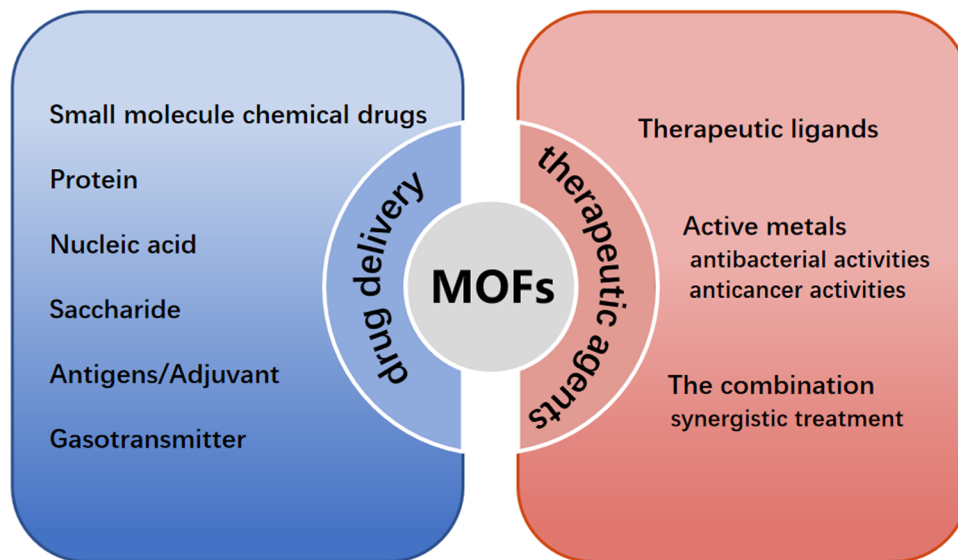 Small molecule chemical drugs
Protein
Nucleic acid
Saccharide
Antigens/Adjuvant
Gasotransmitter
drug delivery
MOFs
therapeutic agents
Therapeutic ligands
Active metals
antibacterial activities
anticancer activities
The combination
synergistic treatment